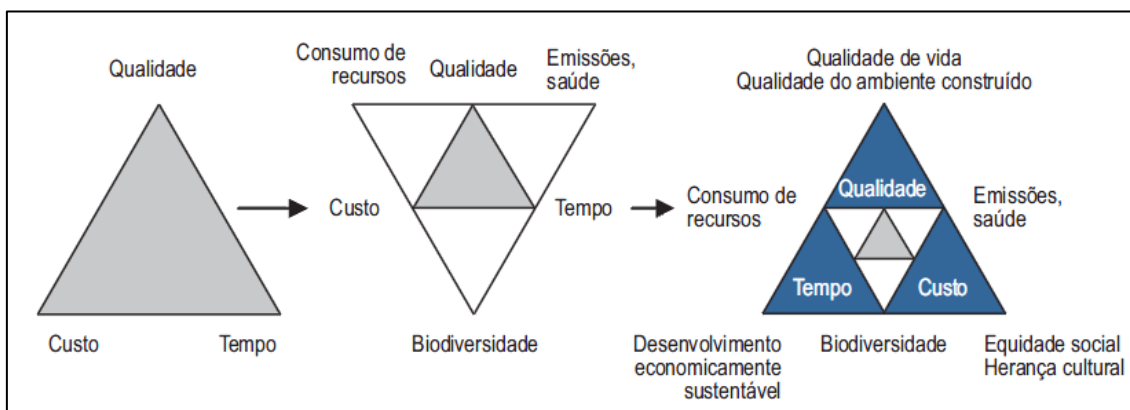 Qualidade
Custo
Tempo
Consumo de
recursos
Qualidade
Emissões,
saúde
Custo
Tempo
Biodiversidade
Qualidade de vida
Qualidade do ambiente construído
Consumo de
recursos
Qualidade
Emissões,
saúde
Tempo
Custo
Desenvolvimento
economicamente
sustentável
Biodiversidade
Equidade social
Herança cultural